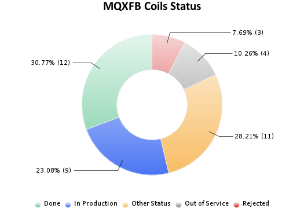 MQXFB Coils Status
7.69% (3)
10.26% (4)
30.77% (12)
28.21% (11)
23.08% (9)
Done In Production Other Status Out of Service Rejected